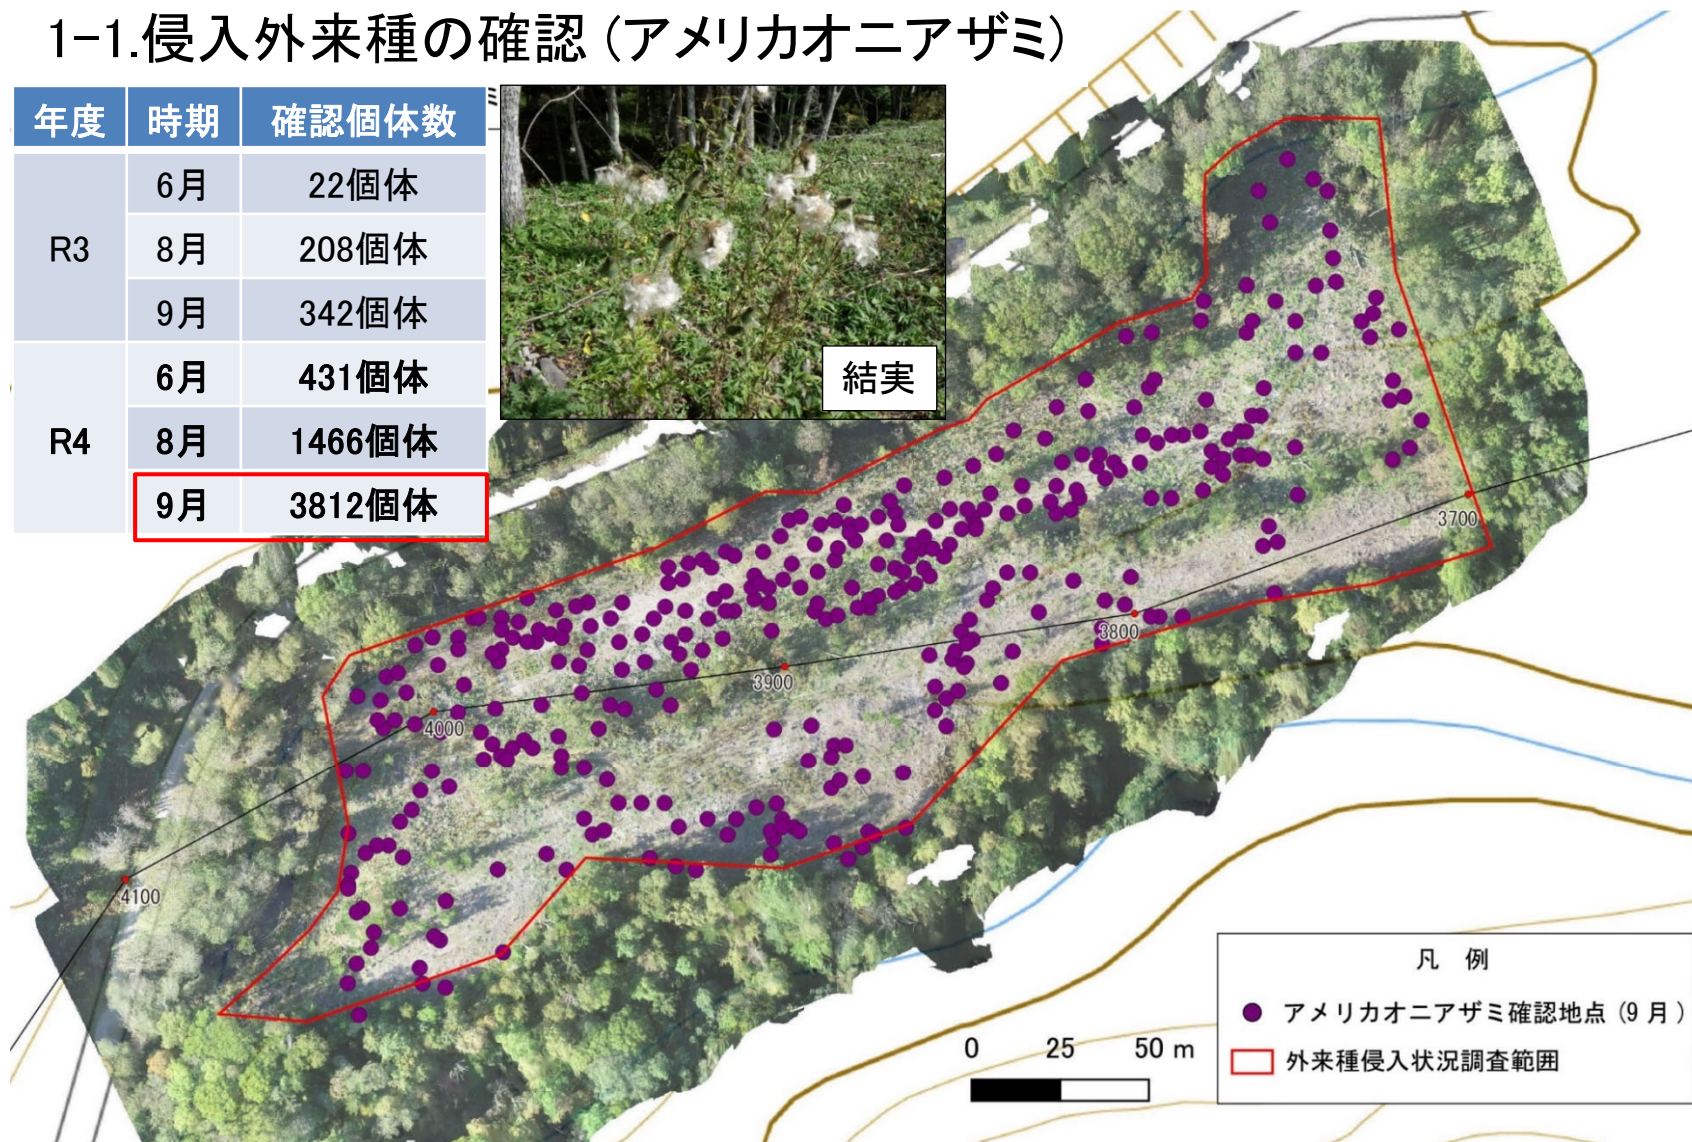 1-1.侵入外来種の確認(アメリカオニアザミ)
年度 時期 確認個体数
R3 6月 22個体
8月 208個体
9月 342個体
R4 6月 431個体
8月 1466個体
9月 3812個体
結実
3700
3800
3900
4000
4100
凡 例
アメリカオニアザミ確認地点(9月)
外来種侵入状況調査範囲
0 25 50 m